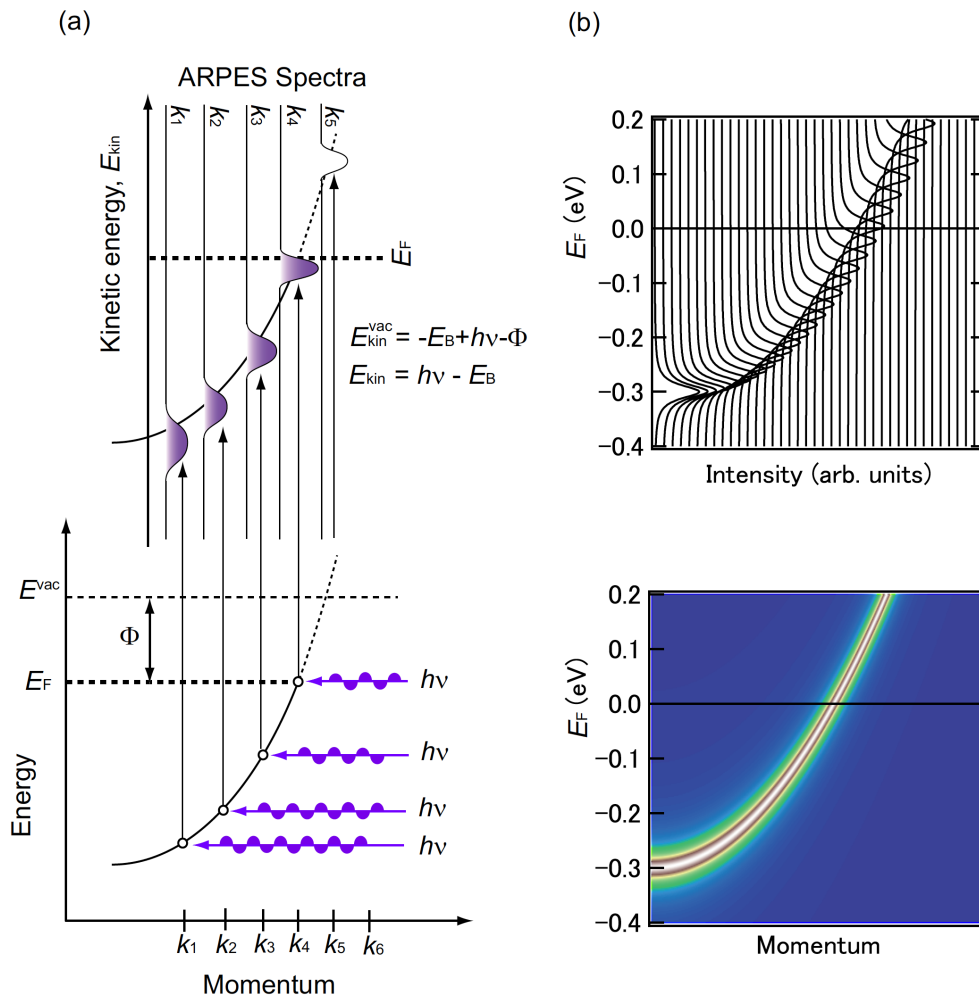 (a)
ARPES Spectra
k1 k2 k3 k4 k5
Kinetic energy, Ekin
EF
E vac kin = -EB+hν-Φ
Ekin = hν - EB
Evac
Φ
EF
hν
hν
hν
hν
Energy
k1 k2 k3 k4 k5 k6
Momentum
(b)
0.2
0.1
0.0
−0.1
−0.2
−0.3
−0.4
EF (eV)
Intensity (arb. units)
0.2
0.1
0.0
−0.1
−0.2
−0.3
−0.4
EF (eV)
Momentum